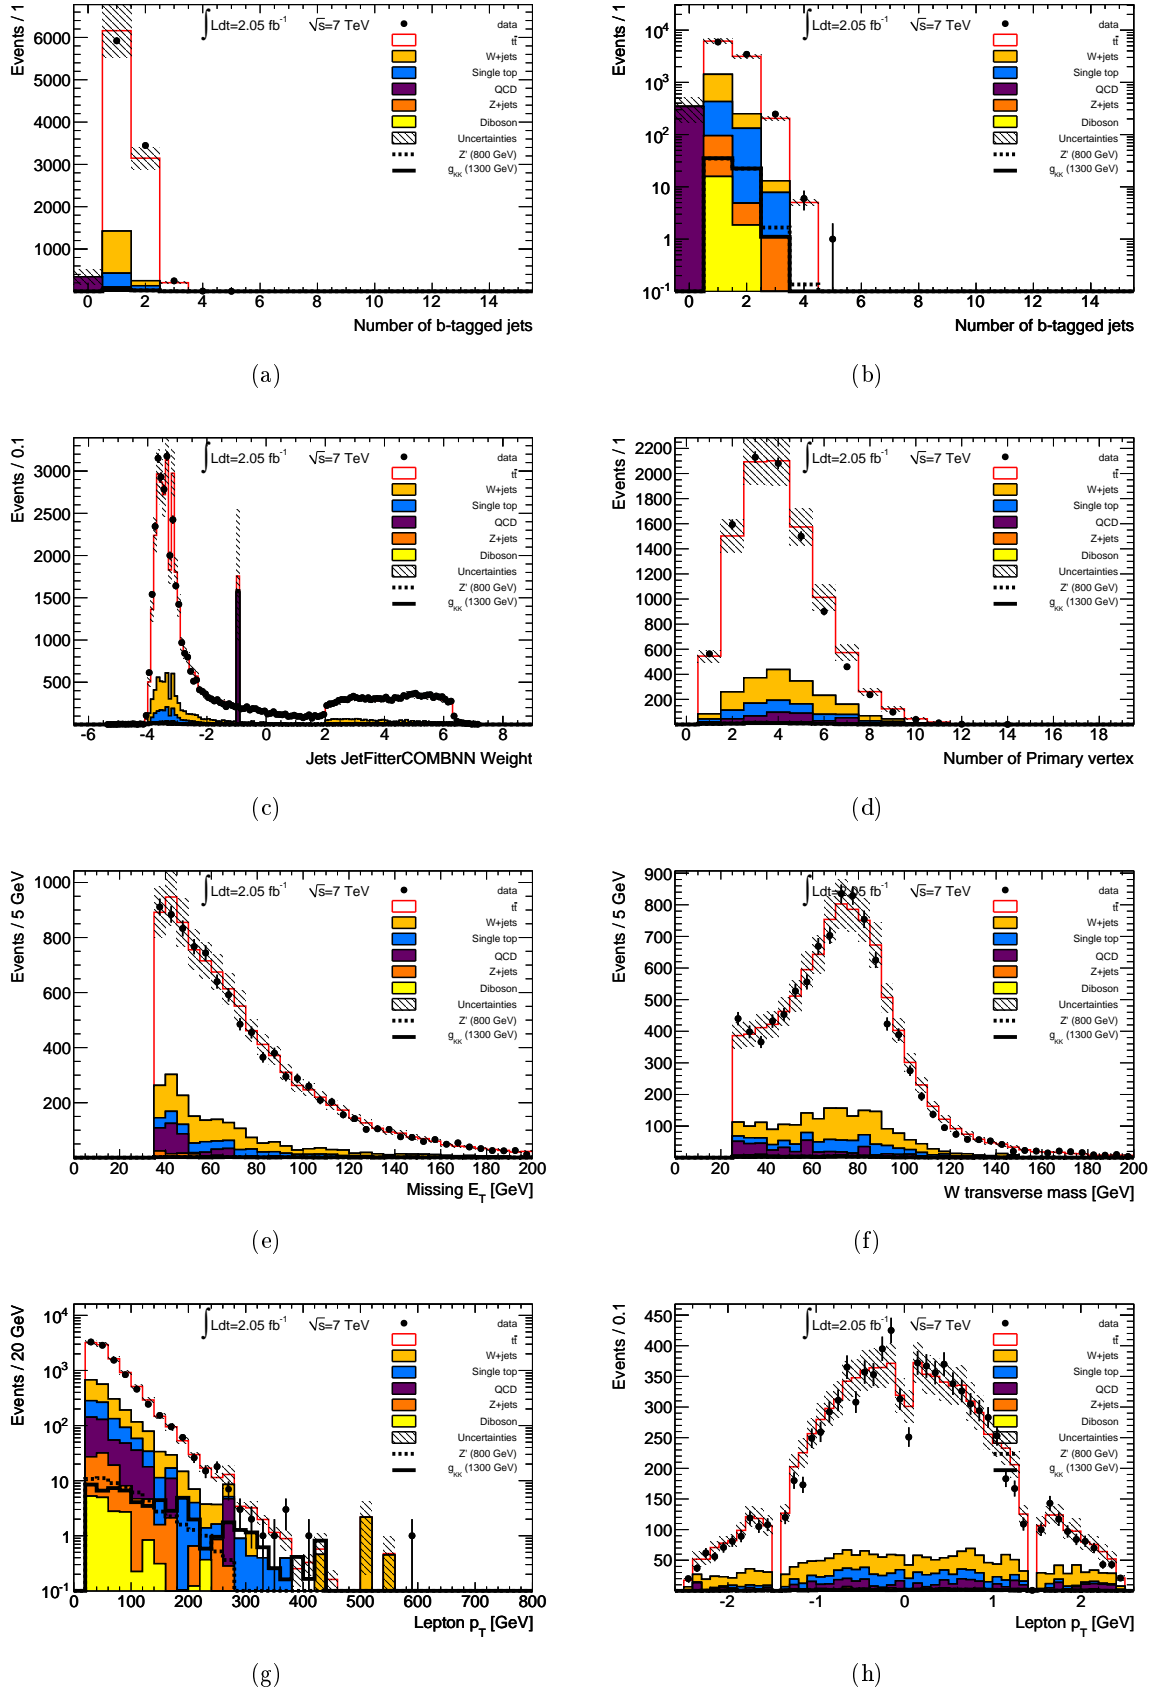 Events / 1
6000
5000
4000
3000
2000
1000
∫Ldt=2.05 fb⁻¹ √s=7 TeV
data
tt̄
W+jets
Single top
QCD
Z+jets
Diboson
Uncertainties
Z' (800 GeV)
g_KK (1300 GeV)
0 2 4 6 8 10 12 14
Number of b-tagged jets
(a)
Events / 1
10⁴
10³
10²
10
1
10⁻¹
∫Ldt=2.05 fb⁻¹ √s=7 TeV
data
tt̄
W+jets
Single top
QCD
Z+jets
Diboson
Uncertainties
Z' (800 GeV)
g_KK (1300 GeV)
0 2 4 6 8 10 12 14
Number of b-tagged jets
(b)
Events / 0.1
3000
2500
2000
1500
1000
500
∫Ldt=2.05 fb⁻¹ √s=7 TeV
data
tt̄
W+jets
Single top
QCD
Z+jets
Diboson
Uncertainties
Z' (800 GeV)
g_KK (1300 GeV)
-6 -4 -2 0 2 4 6 8
Jets JetFitterCOMBNN Weight
(c)
Events / 1
2200
2000
1800
1600
1400
1200
1000
800
600
400
200
∫Ldt=2.05 fb⁻¹ √s=7 TeV
data
tt̄
W+jets
Single top
QCD
Z+jets
Diboson
Uncertainties
Z' (800 GeV)
g_KK (1300 GeV)
0 2 4 6 8 10 12 14 16 18
Number of Primary vertex
(d)
Events / 5 GeV
1000
800
600
400
200
∫Ldt=2.05 fb⁻¹ √s=7 TeV
data
tt̄
W+jets
Single top
QCD
Z+jets
Diboson
Uncertainties
Z' (800 GeV)
g_KK (1300 GeV)
0 20 40 60 80 100 120 140 160 180 200
Missing E_T [GeV]
(e)
Events / 5 GeV
900
800
700
600
500
400
300
200
100
∫Ldt=2.05 fb⁻¹ √s=7 TeV
data
tt̄
W+jets
Single top
QCD
Z+jets
Diboson
Uncertainties
Z' (800 GeV)
g_KK (1300 GeV)
0 20 40 60 80 100 120 140 160 180 200
W transverse mass [GeV]
(f)
Events / 20 GeV
10⁴
10³
10²
10
1
10⁻¹
∫Ldt=2.05 fb⁻¹ √s=7 TeV
data
tt̄
W+jets
Single top
QCD
Z+jets
Diboson
Uncertainties
Z' (800 GeV)
g_KK (1300 GeV)
0 100 200 300 400 500 600 700 800
Lepton p_T [GeV]
(g)
Events / 0.1
450
400
350
300
250
200
150
100
50
∫Ldt=2.05 fb⁻¹ √s=7 TeV
data
tt̄
W+jets
Single top
QCD
Z+jets
Diboson
Uncertainties
Z' (800 GeV)
g_KK (1300 GeV)
-2 -1 0 1 2
Lepton p_T [GeV]
(h)